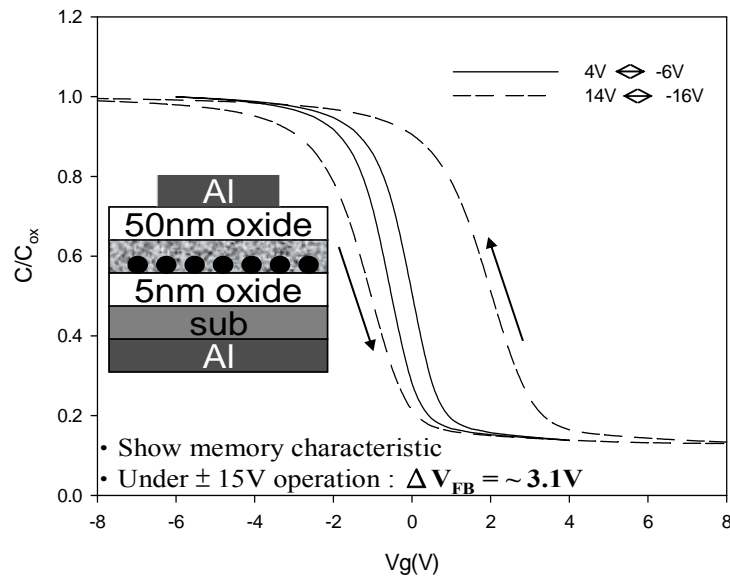 1.2
1.0
0.8
0.6
0.4
0.2
0.0
C/Cox
4V ⟺ -6V
14V ⟺ -16V
Al
50nm oxide
5nm oxide
sub
Al
• Show memory characteristic
• Under ± 15V operation : Δ VFB = ~ 3.1V
-8 -6 -4 -2 0 2 4 6 8
Vg(V)